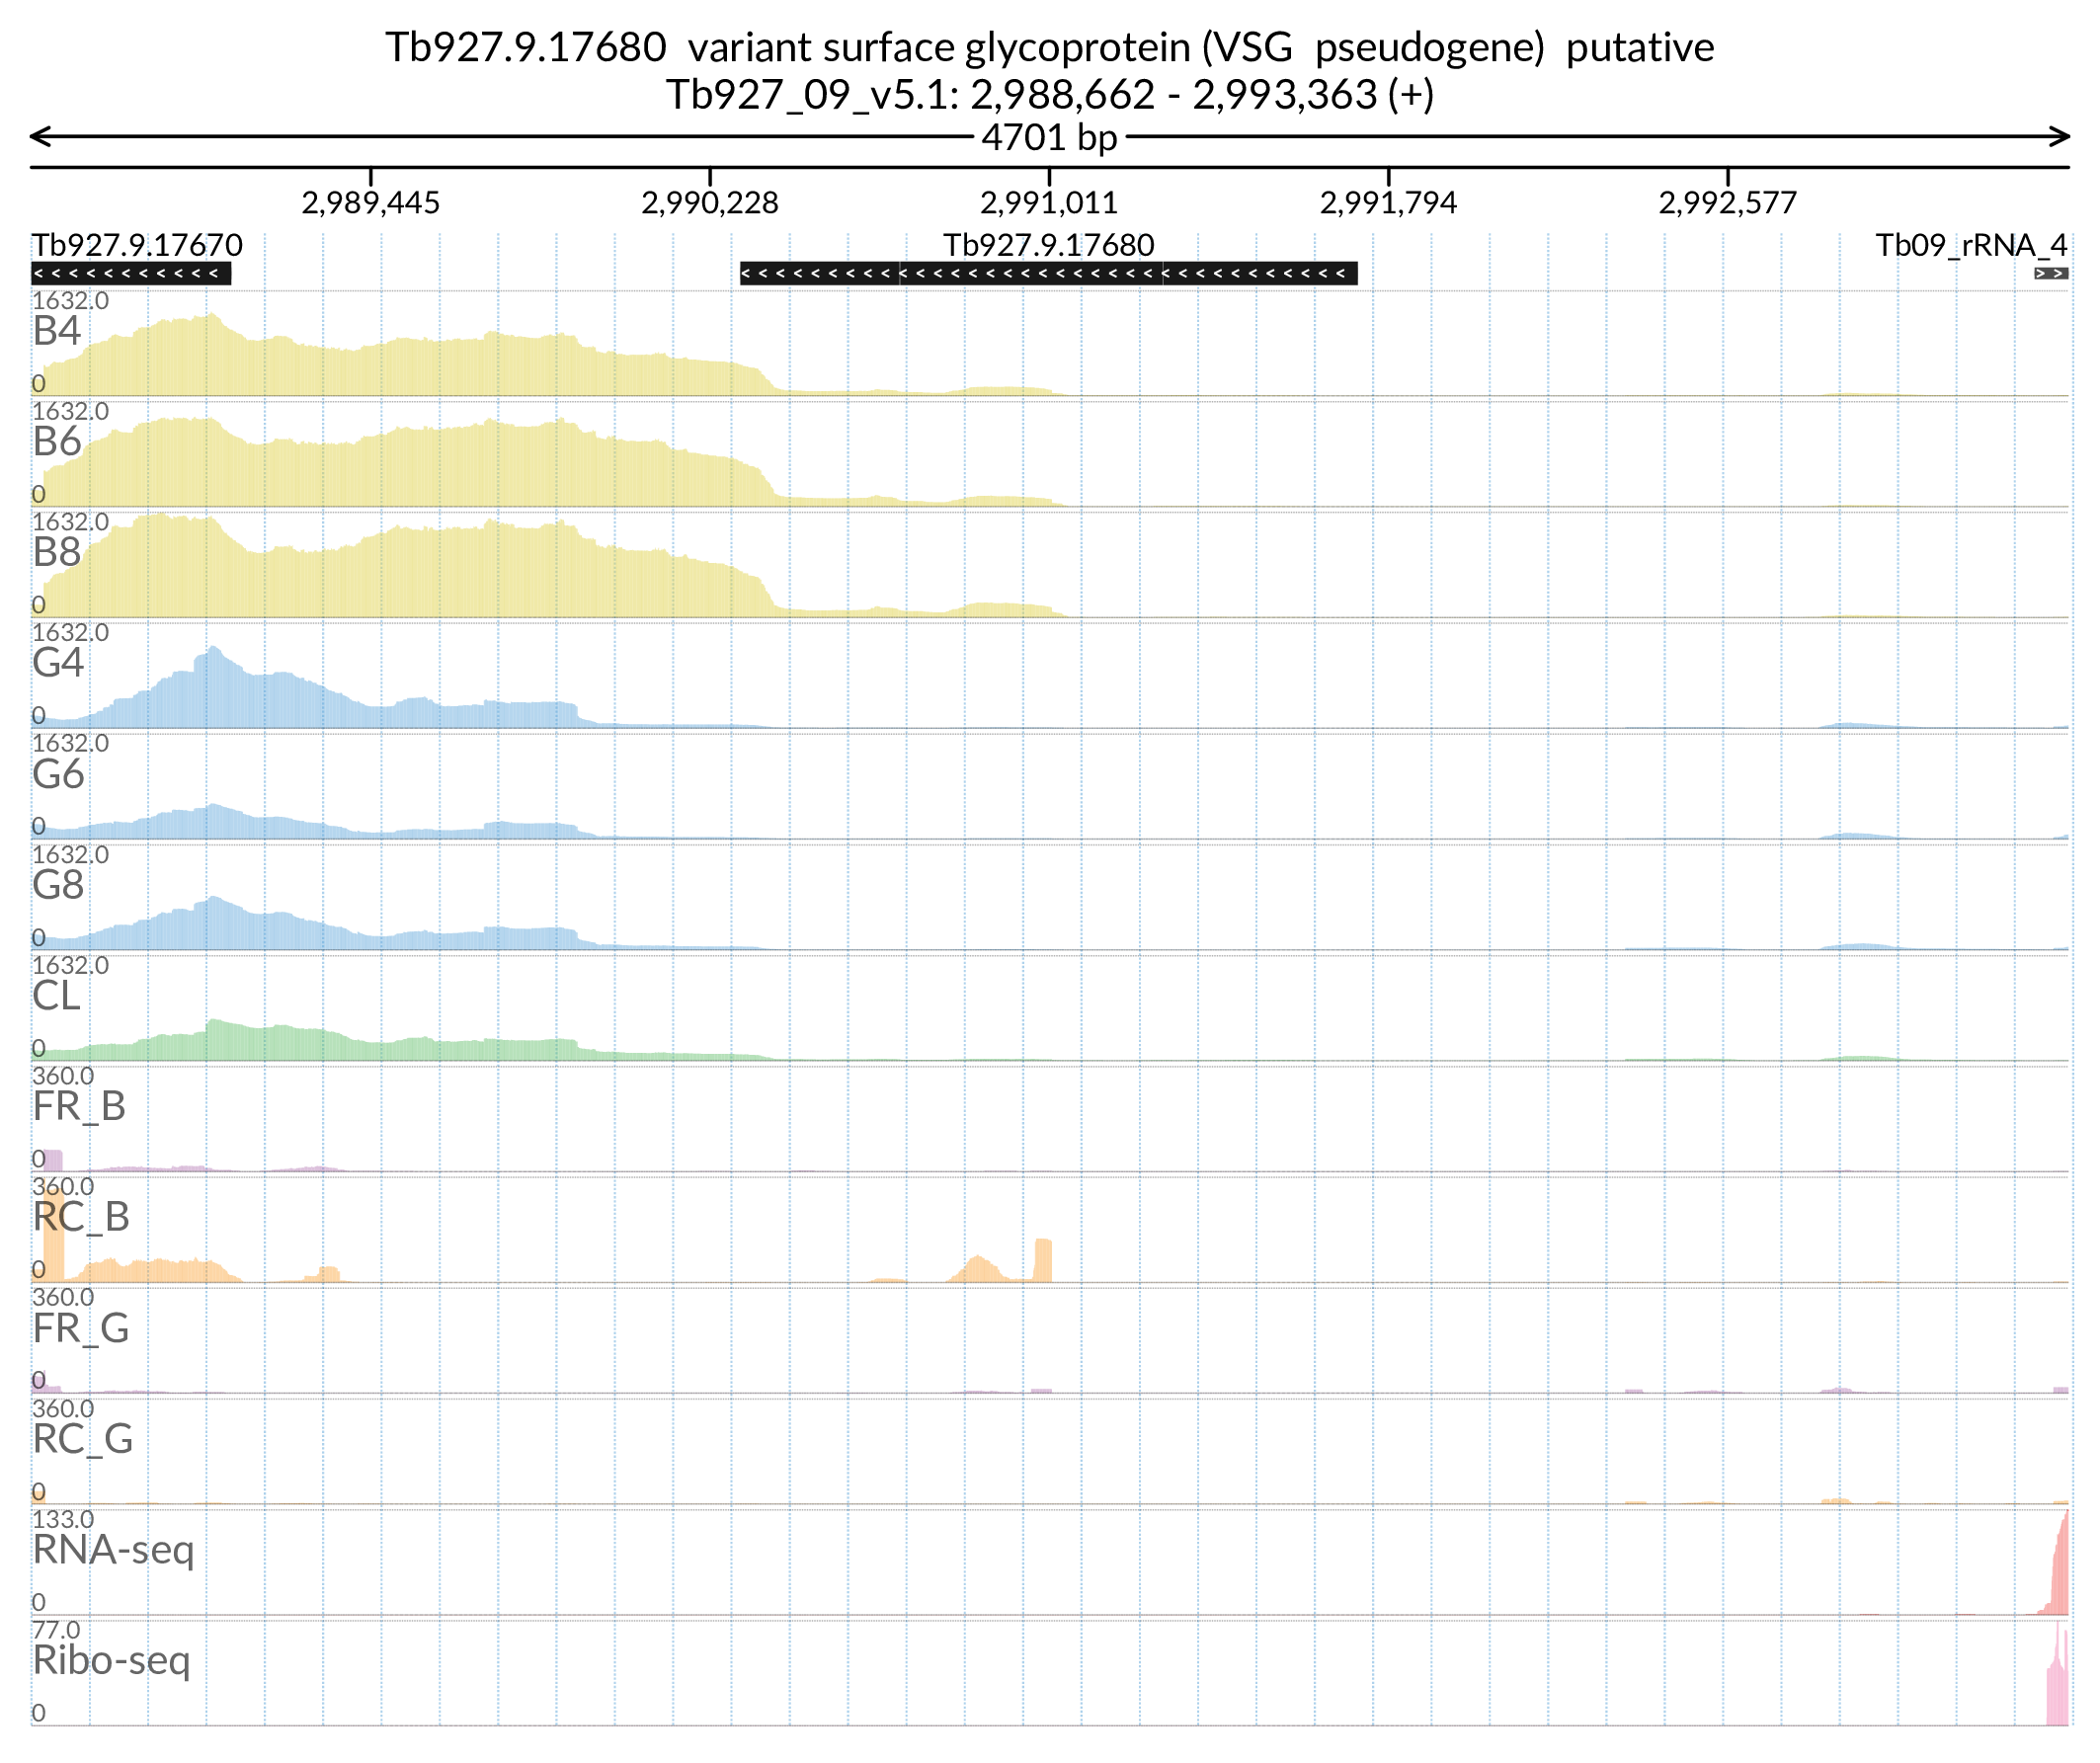 Tb927.9.17680 variant surface glycoprotein (VSG pseudogene) putative
Tb927_09_v5.1: 2,988,662 - 2,993,363 (+)
4701 bp
2,989,445 2,990,228 2,991,011 2,991,794 2,992,577
Tb927.9.17670 Tb927.9.17680 Tb09_rRNA_4
1632.0
B4
0
1632.0
B6
0
1632.0
B8
0
1632.0
G4
0
1632.0
G6
0
1632.0
G8
0
1632.0
CL
0
360.0
FR_B
0
360.0
RC_B
0
360.0
FR_G
0
360.0
RC_G
0
133.0
RNA-seq
0
77.0
Ribo-seq
0